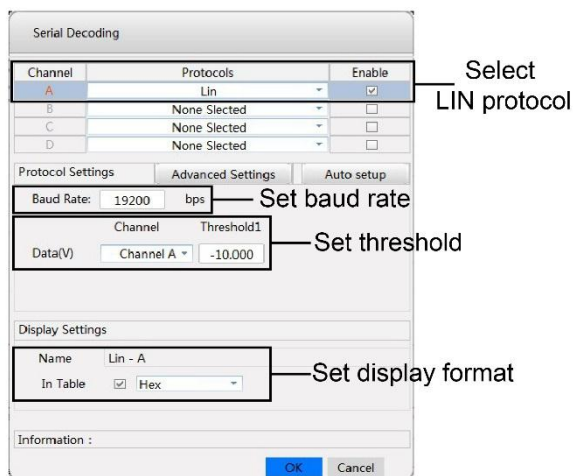 Serial Decoding
Channel Protocols Enable
A Lin
B None Slected
C None Slected
D None Slected
Select
LIN protocol
Protocol Settings Advanced Settings Auto setup
Baud Rate: 19200 bps
Set baud rate
Channel Threshold1
Data(V) Channel A -10.000
Set threshold
Display Settings
Name Lin - A
In Table Hex
Set display format
Information :
OK Cancel